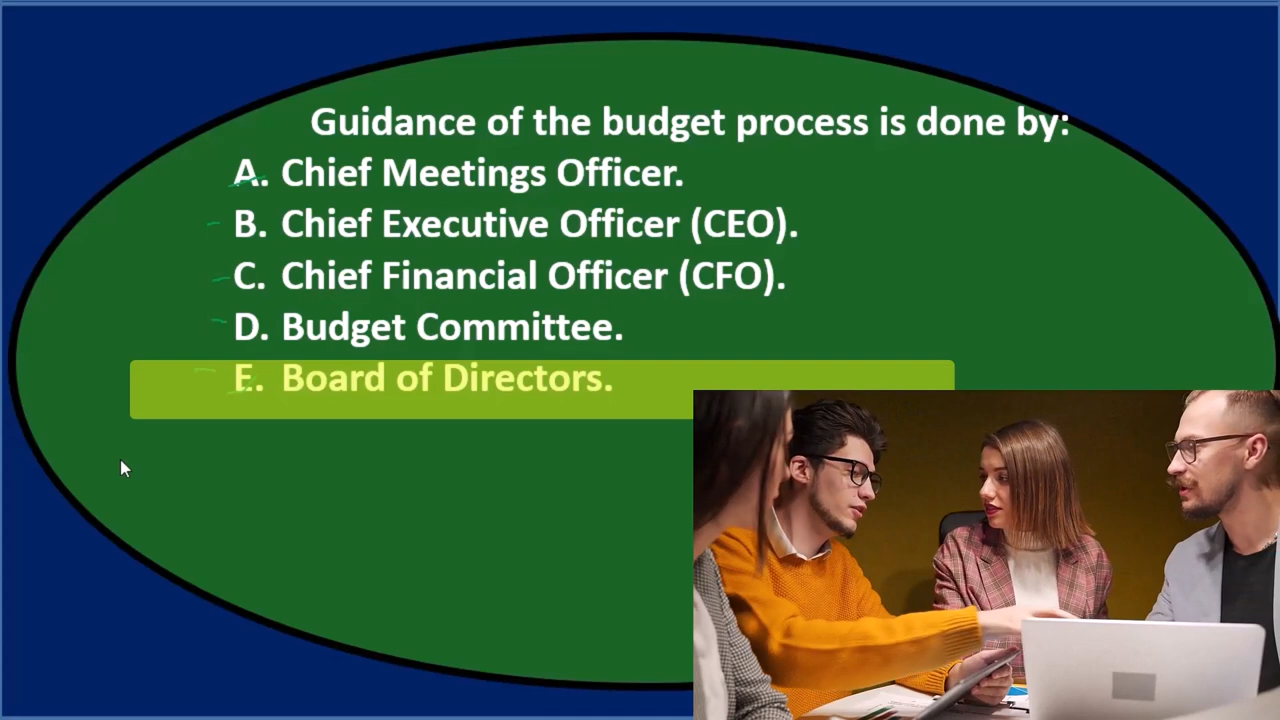 Guidance of the budget process is done by:
A. Chief Meetings Officer.
B. Chief Executive Officer (CEO).
C. Chief Financial Officer (CFO).
D. Budget Committee.
E. Board of Directors.